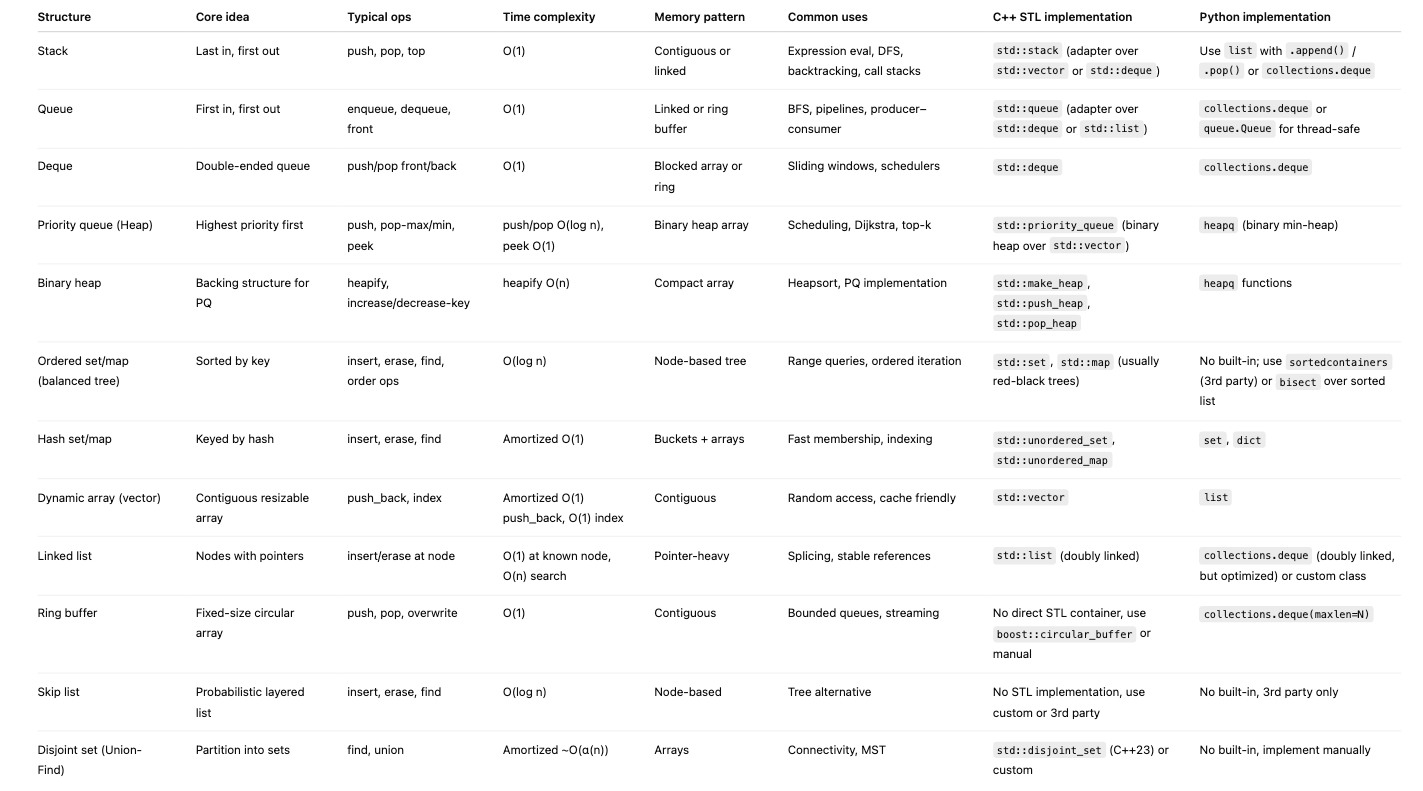 Structure Core idea Typical ops Time complexity Memory pattern Common uses C++ STL implementation Python implementation
Stack Last in, first out push, pop, top O(1) Contiguous or Expression eval, DFS, std::stack (adapter over Use list with .append() /
linked backtracking, call stacks std::vector or std::deque) .pop() or collections.deque
Queue First in, first out enqueue, dequeue, O(1) Linked or ring BFS, pipelines, producer– std::queue (adapter over collections.deque or
front buffer consumer std::deque or std::list) queue.Queue for thread-safe
Deque Double-ended queue push/pop front/back O(1) Blocked array or Sliding windows, schedulers std::deque collections.deque
ring
Priority queue (Heap) Highest priority first push, pop-max/min, push/pop O(log n), Binary heap array Scheduling, Dijkstra, top-k std::priority_queue (binary heapq (binary min-heap)
peek peek O(1) heap over std::vector)
Binary heap Backing structure for heapify, heapify O(n) Compact array Heapsort, PQ implementation std::make_heap, heapq functions
PQ increase/decrease-key std::push_heap,
std::pop_heap
Ordered set/map Sorted by key insert, erase, find, O(log n) Node-based tree Range queries, ordered iteration std::set, std::map (usually No built-in; use sortedcontainers
(balanced tree) order ops red-black trees) (3rd party) or bisect over sorted
list
Hash set/map Keyed by hash insert, erase, find Amortized O(1) Buckets + arrays Fast membership, indexing std::unordered_set, set, dict
std::unordered_map
Dynamic array (vector) Contiguous resizable push_back, index Amortized O(1) Contiguous Random access, cache friendly std::vector list
array push_back, O(1) index
Linked list Nodes with pointers insert/erase at node O(1) at known node, Pointer-heavy Splicing, stable references std::list (doubly linked) collections.deque (doubly linked,
O(n) search but optimized) or custom class
Ring buffer Fixed-size circular push, pop, overwrite O(1) Contiguous Bounded queues, streaming No direct STL container, use collections.deque(maxlen=N)
array boost::circular_buffer or
manual
Skip list Probabilistic layered insert, erase, find O(log n) Node-based Tree alternative No STL implementation, use No built-in, 3rd party only
list custom or 3rd party
Disjoint set (Union- Partition into sets find, union Amortized ~O(α(n)) Arrays Connectivity, MST std::disjoint_set (C++23) or No built-in, implement manually
Find) custom